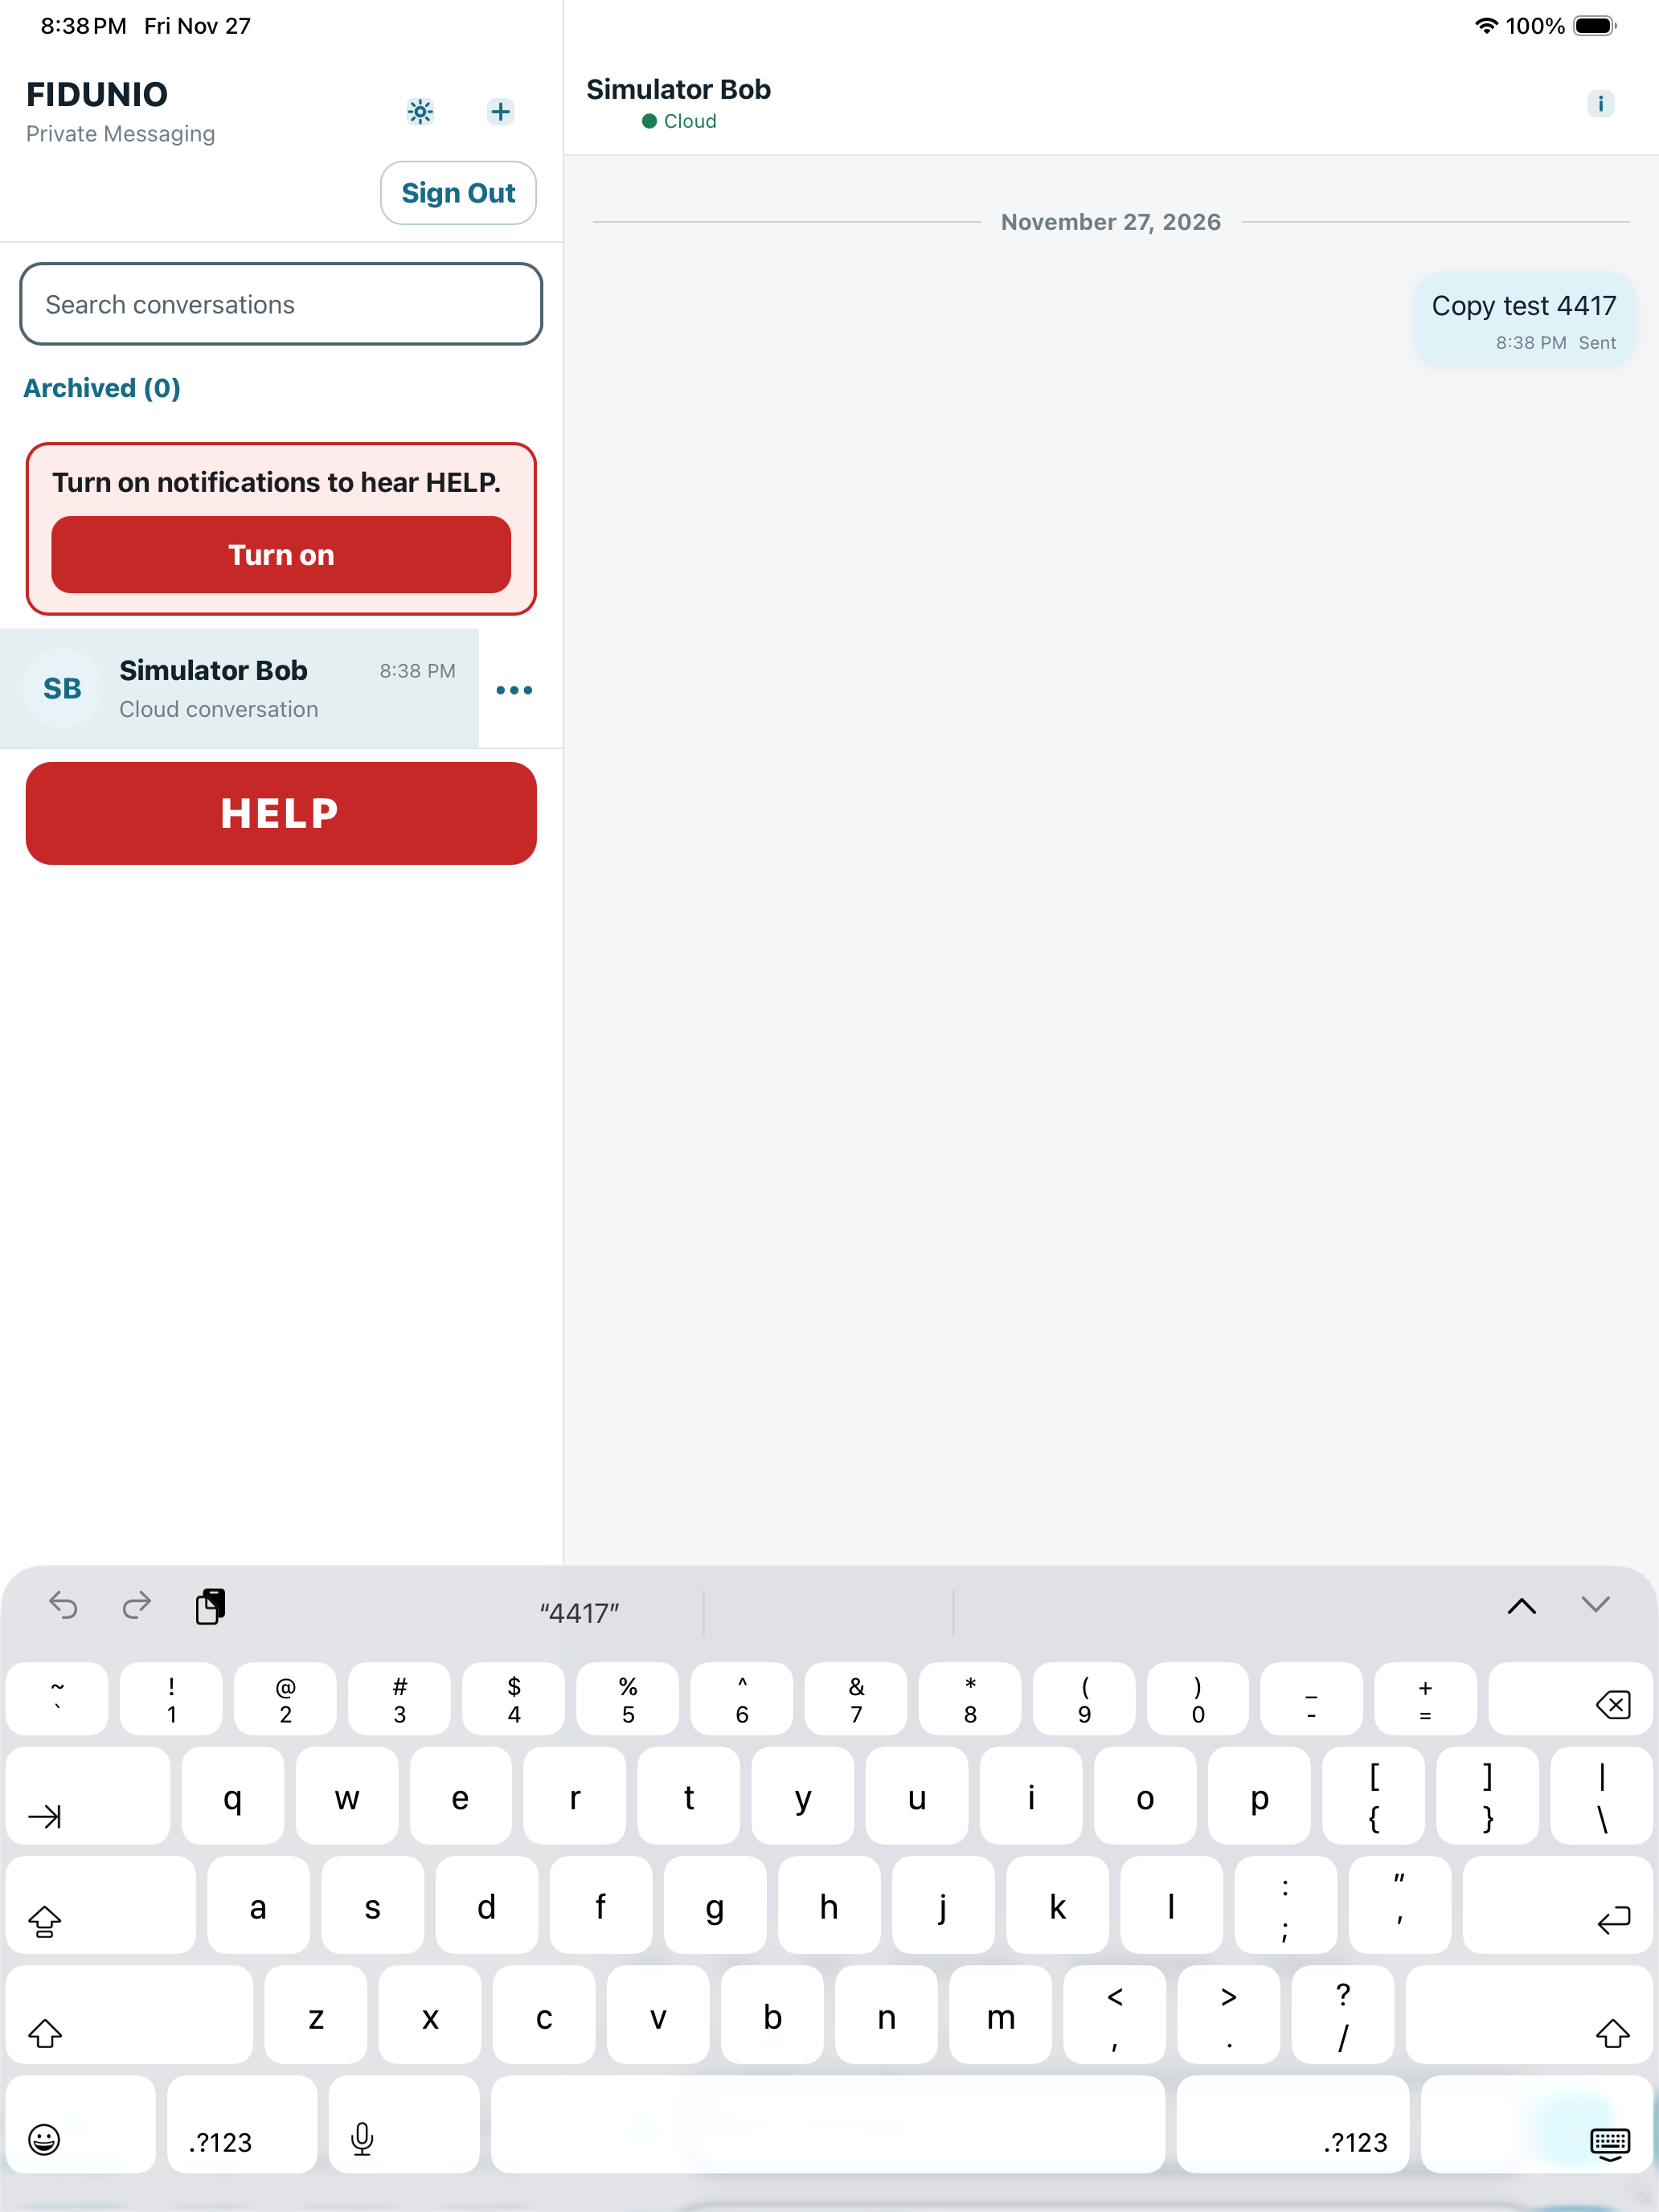 8:38 PM Fri Nov 27
100%
FIDUNIO
Private Messaging
Sign Out
Search conversations
Archived (0)
Turn on notifications to hear HELP.
Turn on
SB
Simulator Bob
8:38 PM
Cloud conversation
HELP
Simulator Bob
Cloud
i
November 27, 2026
Copy test 4417
8:38 PM Sent
“4417”
~ ! @ # $ % ^ & * ( ) _ +
` 1 2 3 4 5 6 7 8 9 0 - =
q w e r t y u i o p [ ] |
{ } \
a s d f g h j k l : "
; '
z x c v b n m < > ?
, . /
.?123 .?123